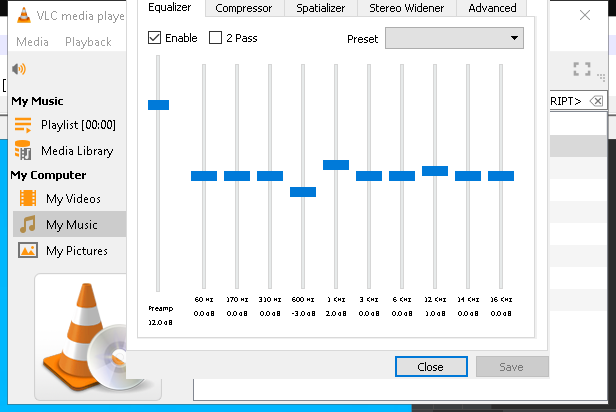 VLC media playe
Media Playback
My Music
Playlist [00:00]
Media Library
My Computer
My Videos
My Music
My Pictures
Equalizer Compressor Spatializer Stereo Widener Advanced
Enable 2 Pass Preset
RIPT>
60 Hz 170 Hz 310 Hz 600 Hz 1 KHz 3 KHz 6 KHz 12 KHz 14 KHz 16 KHz
0.0 dB 0.0 dB 0.0 dB -3.0 dB 2.0 dB 0.0 dB 0.0 dB 1.0 dB 0.0 dB 0.0 dB
Preamp
12.0 dB
Close Save